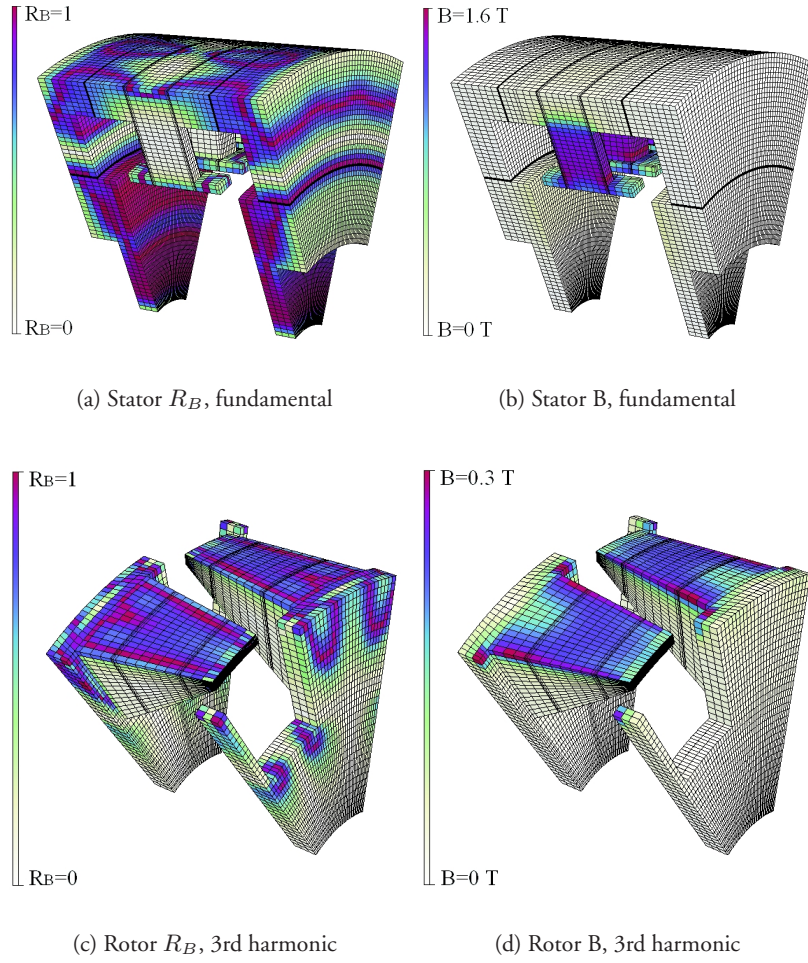 RB=1
B=1.6 T
RB=0
B=0 T
(a) Stator RB, fundamental
(b) Stator B, fundamental
RB=1
B=0.3 T
RB=0
B=0 T
(c) Rotor RB, 3rd harmonic
(d) Rotor B, 3rd harmonic